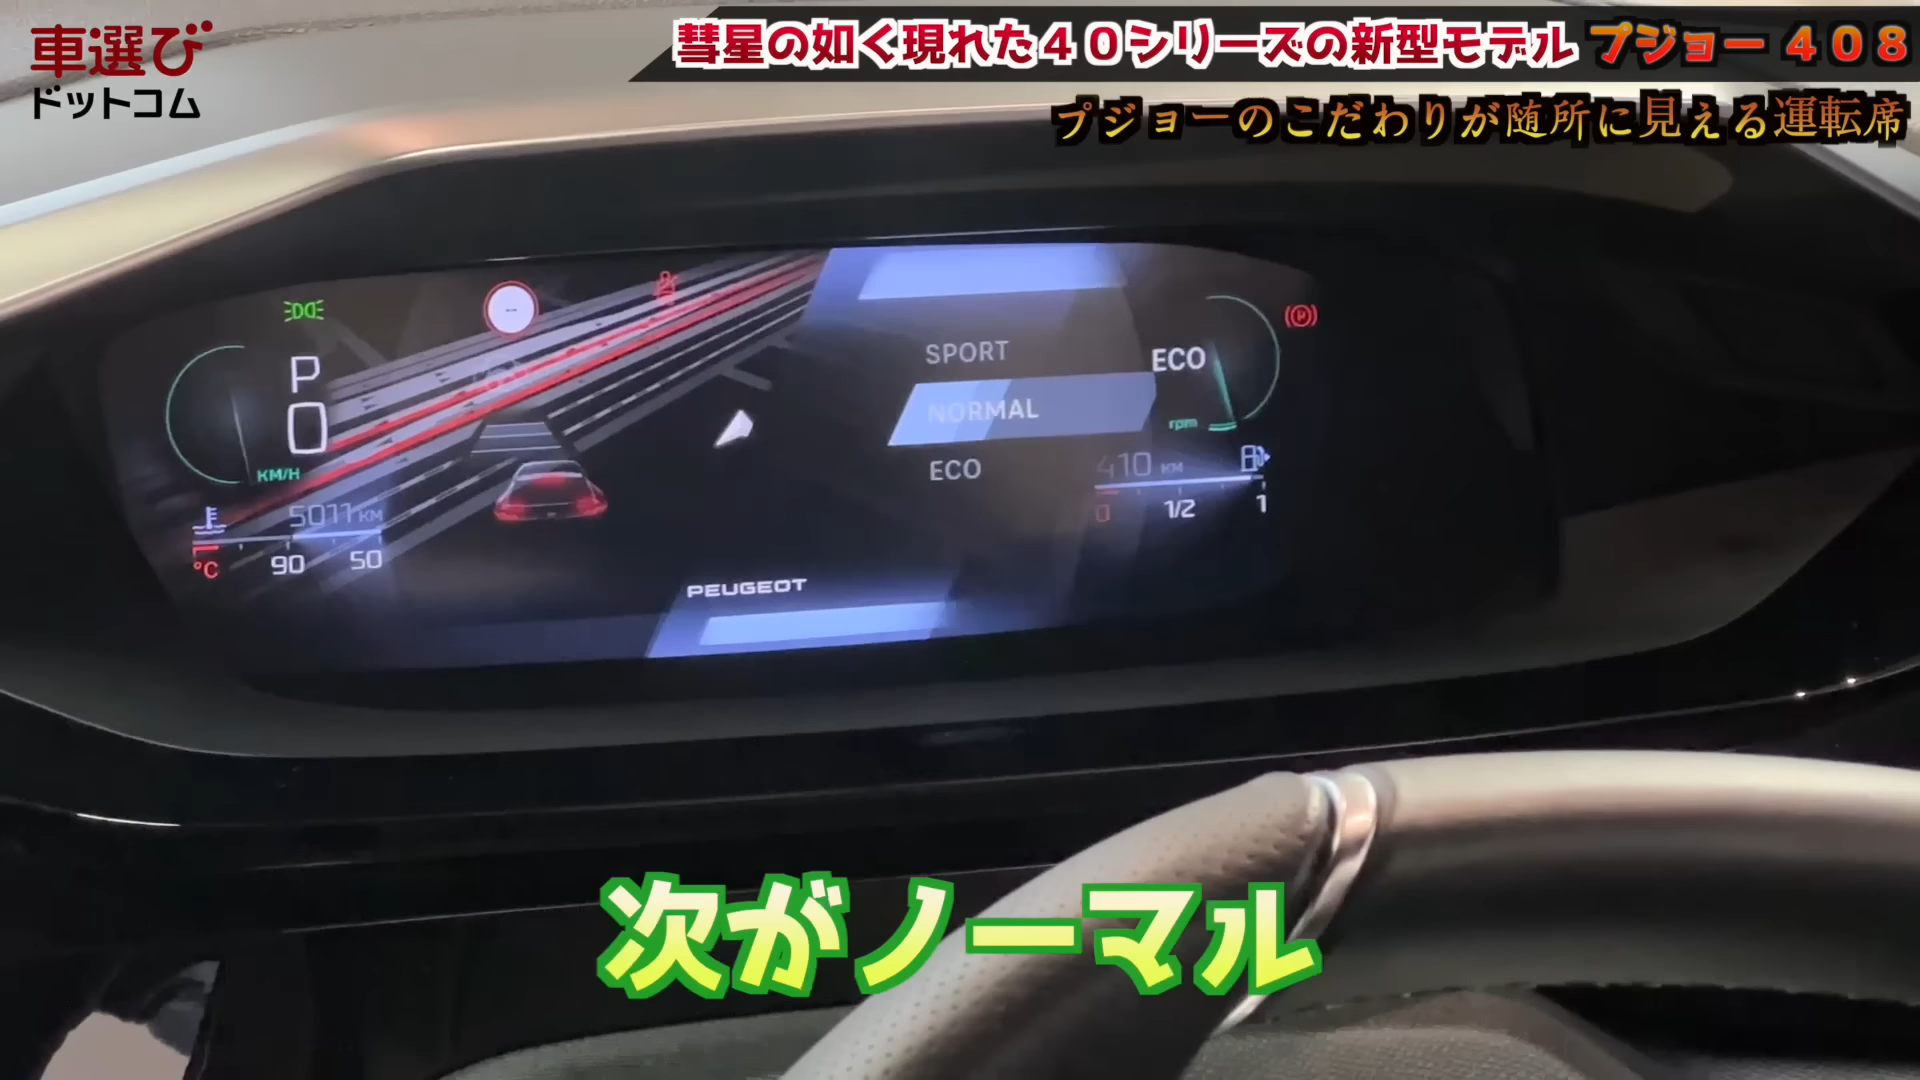 車選び
ドットコム
彗星の如く現れた40シリーズの新型モデル プジョー 408
プジョーのこだわりが随所に見える運転席
--
P
0
KM/H
5011 KM
°C 90 50
SPORT
NORMAL
ECO
ECO
rpm
410 KM
0 1/2 1
PEUGEOT
次がノーマル